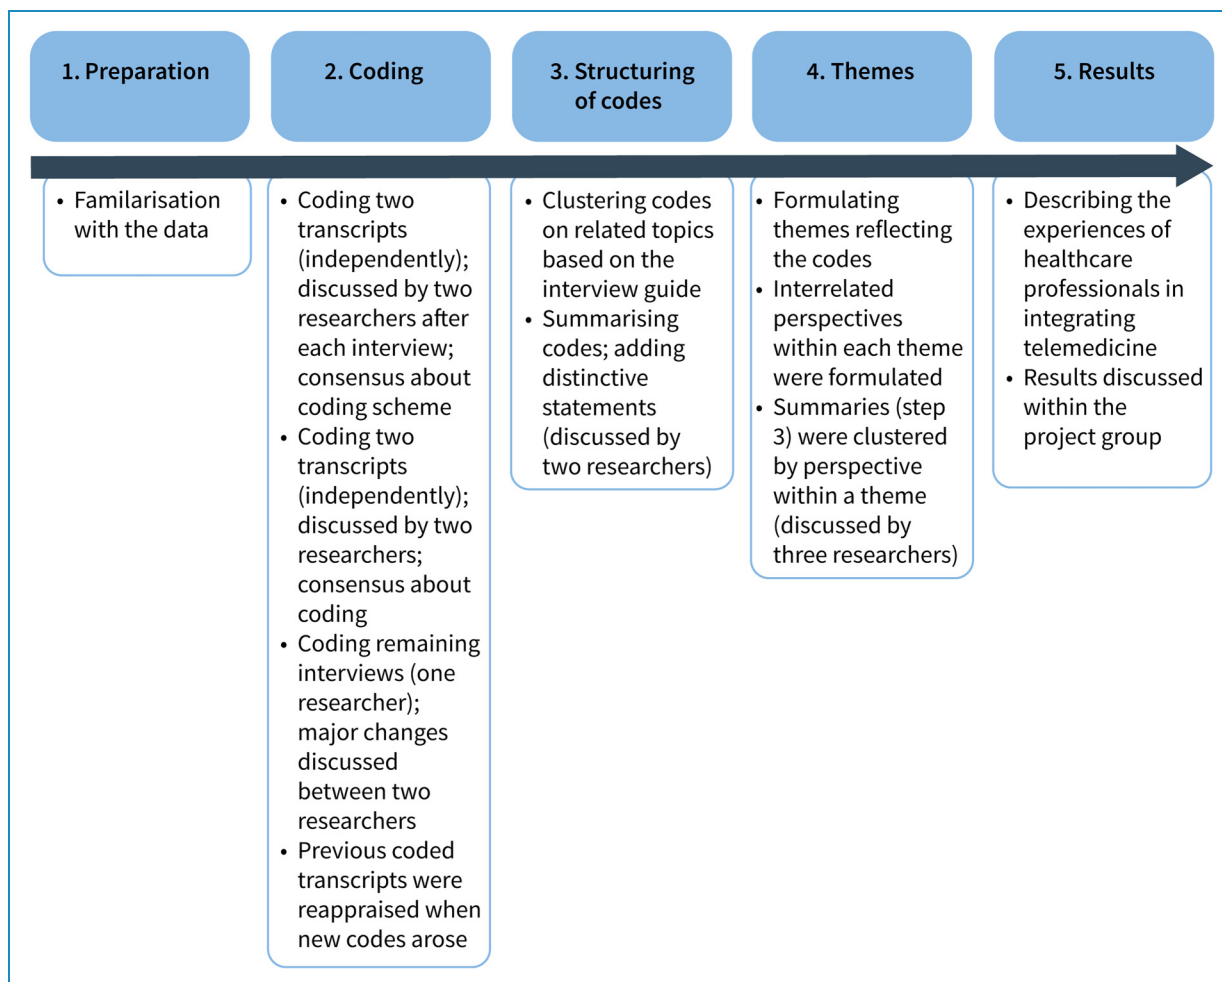 1. Preparation
2. Coding
3. Structuring
of codes
4. Themes
5. Results
• Familarisation
with the data
• Coding two
transcripts
(independently);
discussed by two
researchers after
each interview;
consensus about
coding scheme
• Coding two
transcripts
(independently);
discussed by two
researchers;
consensus about
coding
• Coding remaining
interviews (one
researcher);
major changes
discussed
between two
researchers
• Previous coded
transcripts were
reappraised when
new codes arose
• Clustering codes
on related topics
based on the
interview guide
• Summarising
codes; adding
distinctive
statements
(discussed by
two researchers)
• Formulating
themes reflecting
the codes
• Interrelated
perspectives
within each theme
were formulated
• Summaries (step
3) were clustered
by perspective
within a theme
(discussed by
three researchers)
• Describing the
experiences of
healthcare
professionals in
integrating
telemedicine
• Results discussed
within the
project group